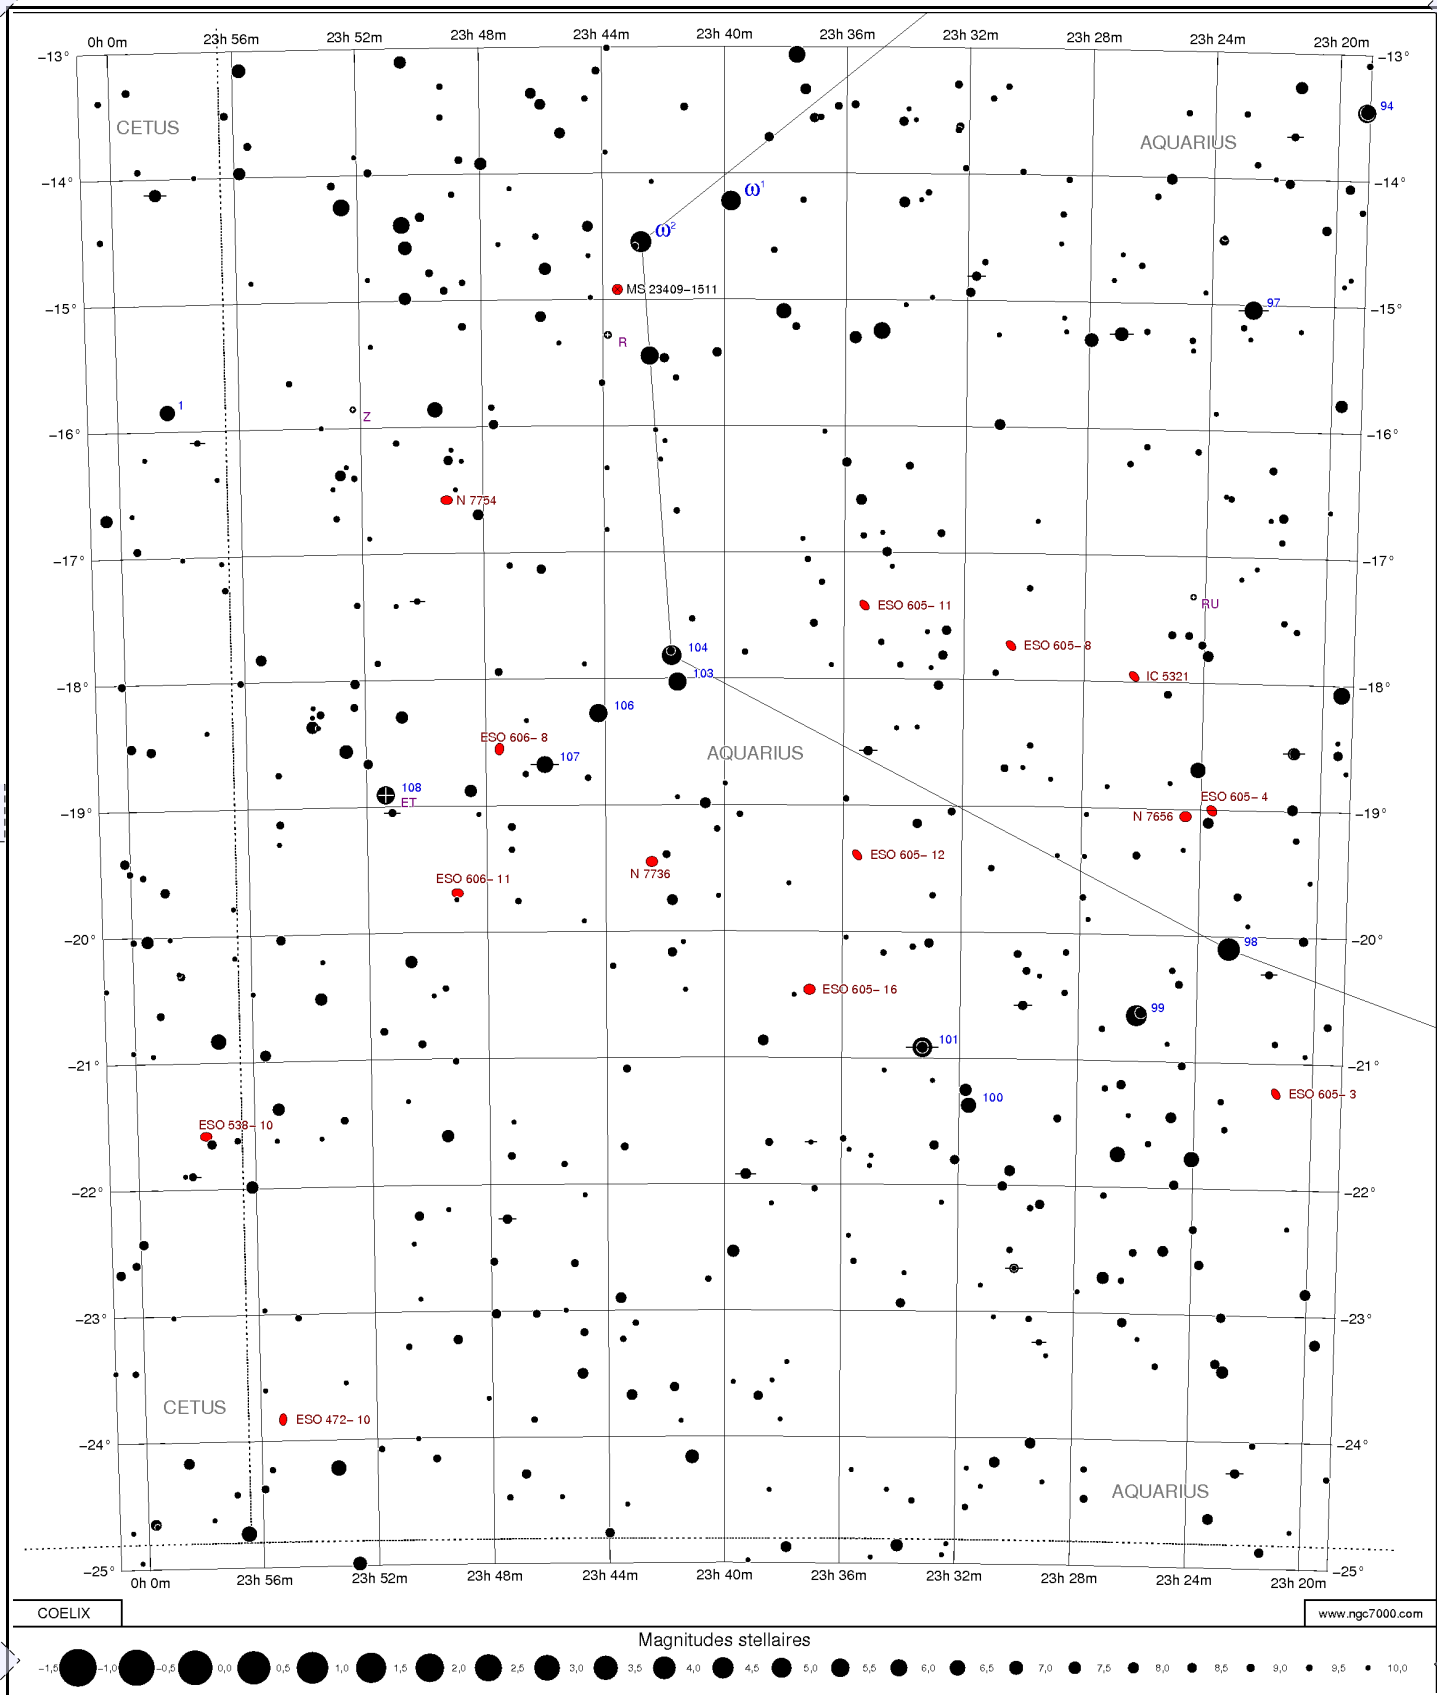 0h 0m 23h 56m 23h 52m 23h 48m 23h 44m 23h 40m 23h 36m 23h 32m 23h 28m 23h 24m 23h 20m
-13° -13°
94
CETUS
AQUARIUS
-14° -14°
ω1
ω2
MS 23409-1511
97
-15° -15°
R
1
Z
-16° -16°
N 7754
-17° -17°
ESO 605-11
RU
ESO 605-8
104
103
IC 5321
-18° -18°
106
ESO 606-8
AQUARIUS
107
108
ET
ESO 605-4
-19° -19°
N 7656
ESO 605-12
N 7736
ESO 606-11
-20° -20°
98
ESO 605-16
99
101
-21° -21°
100
ESO 605-3
ESO 538-10
-22° -22°
-23° -23°
CETUS
ESO 472-10
-24° -24°
AQUARIUS
-25° -25°
0h 0m 23h 56m 23h 52m 23h 48m 23h 44m 23h 40m 23h 36m 23h 32m 23h 28m 23h 24m 23h 20m
COELIX
www.ngc7000.com
Magnitudes stellaires
-1,5 -1,0 -0,5 0,0 0,5 1,0 1,5 2,0 2,5 3,0 3,5 4,0 4,5 5,0 5,5 6,0 6,5 7,0 7,5 8,0 8,5 9,0 9,5 10,0